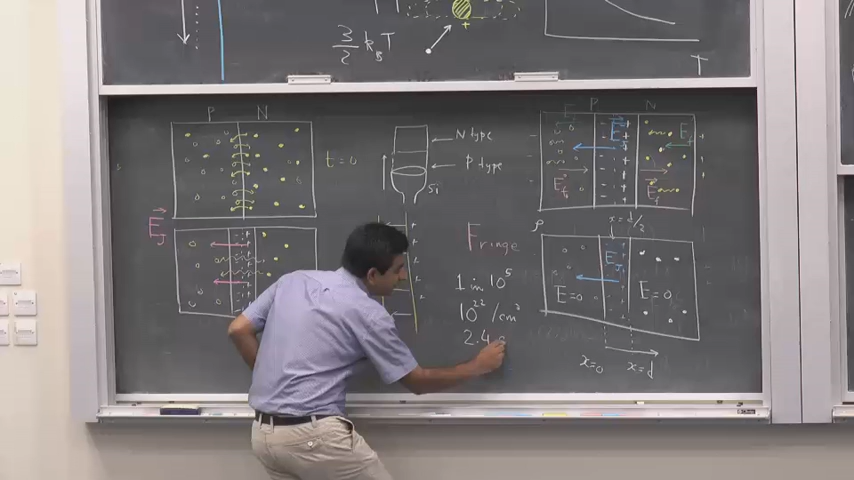 3/2 k_B T
T
P N
t = 0
E_J
N type
P type
Si
Fringe
1 in 10^5
10^22 /cm^3
2.4
E P N
E_J
E_f
E_f
E_f
x = d/2
ρ
E_J
E = 0
E = 0
x = 0
x = d